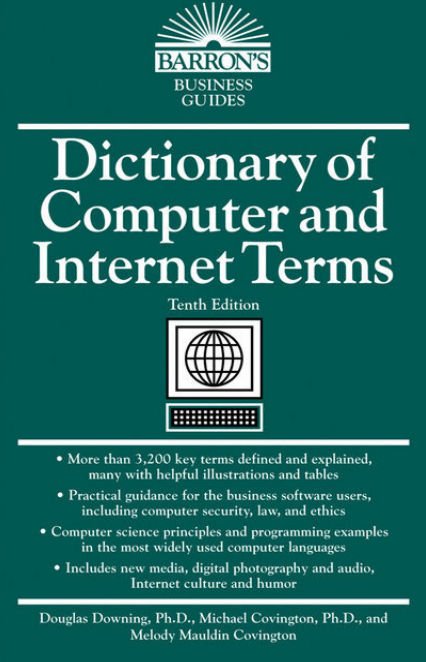 BARRON'S
BUSINESS
GUIDES
Dictionary of
Computer and
Internet Terms
Tenth Edition
• More than 3,200 key terms defined and explained,
many with helpful illustrations and tables
• Practical guidance for the business software users,
including computer security, law, and ethics
• Computer science principles and programming examples
in the most widely used computer languages
• Includes new media, digital photography and audio,
Internet culture and humor
Douglas Downing, Ph.D., Michael Covington, Ph.D., and
Melody Mauldin Covington